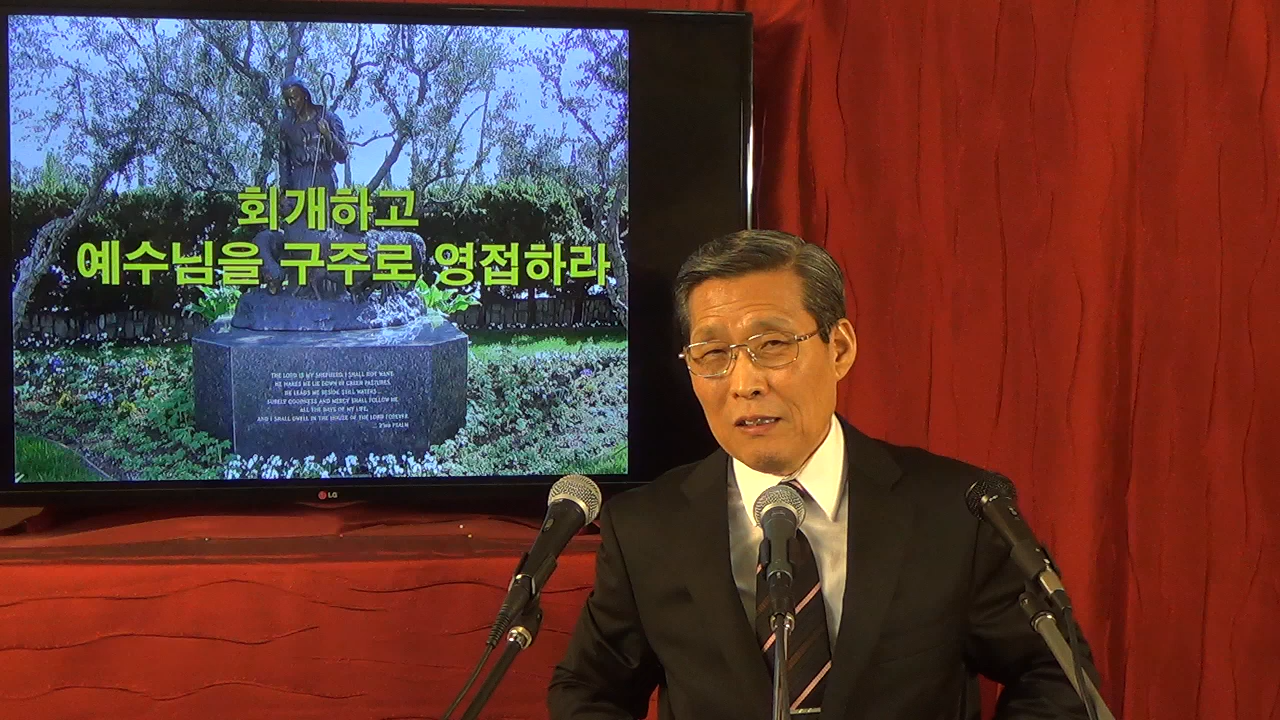 회개하고
예수님을 구주로 영접하라
THE LORD IS MY SHEPHERD; I SHALL NOT WANT.
HE MAKES ME LIE DOWN IN GREEN PASTURES.
HE LEADS ME BESIDE STILL WATERS...
SURELY GOODNESS AND MERCY SHALL FOLLOW ME
ALL THE DAYS OF MY LIFE,
AND I SHALL DWELL IN THE HOUSE OF THE LORD FOREVER.
... 23RD PSALM
LG